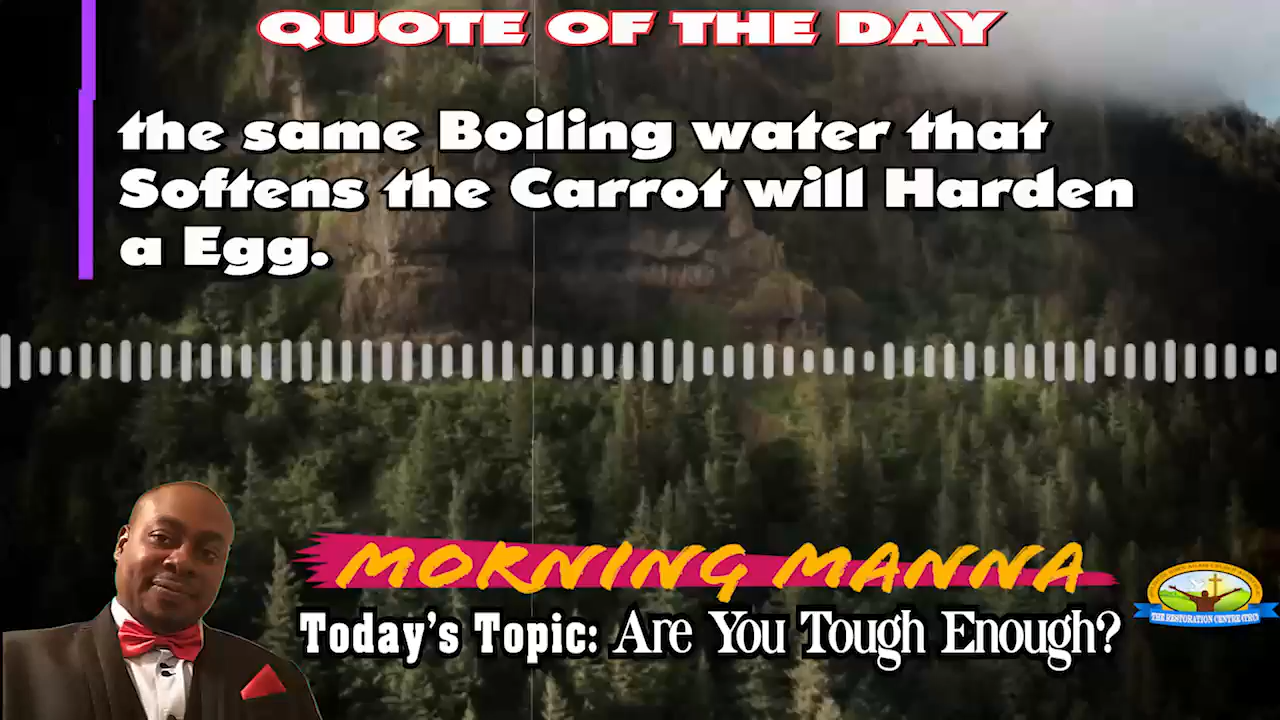 QUOTE OF THE DAY
the same Boiling water that
Softens the Carrot will Harden
a Egg.
MORNING MANNA
Today's Topic: Are You Tough Enough?
THE RESTORATION CENTRE (TRC)